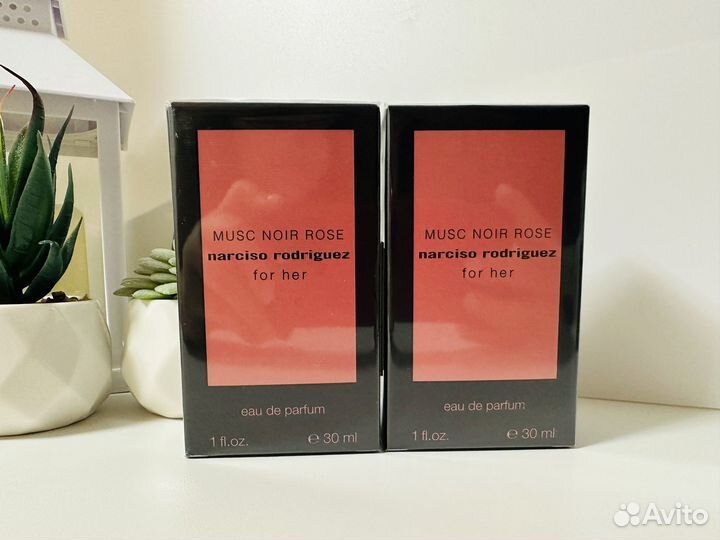 MUSC NOIR ROSE
narciso rodriguez
for her
eau de parfum
1 fl.oz. ℮ 30 ml
MUSC NOIR ROSE
narciso rodriguez
for her
eau de parfum
1 fl.oz. ℮ 30 ml
Avito